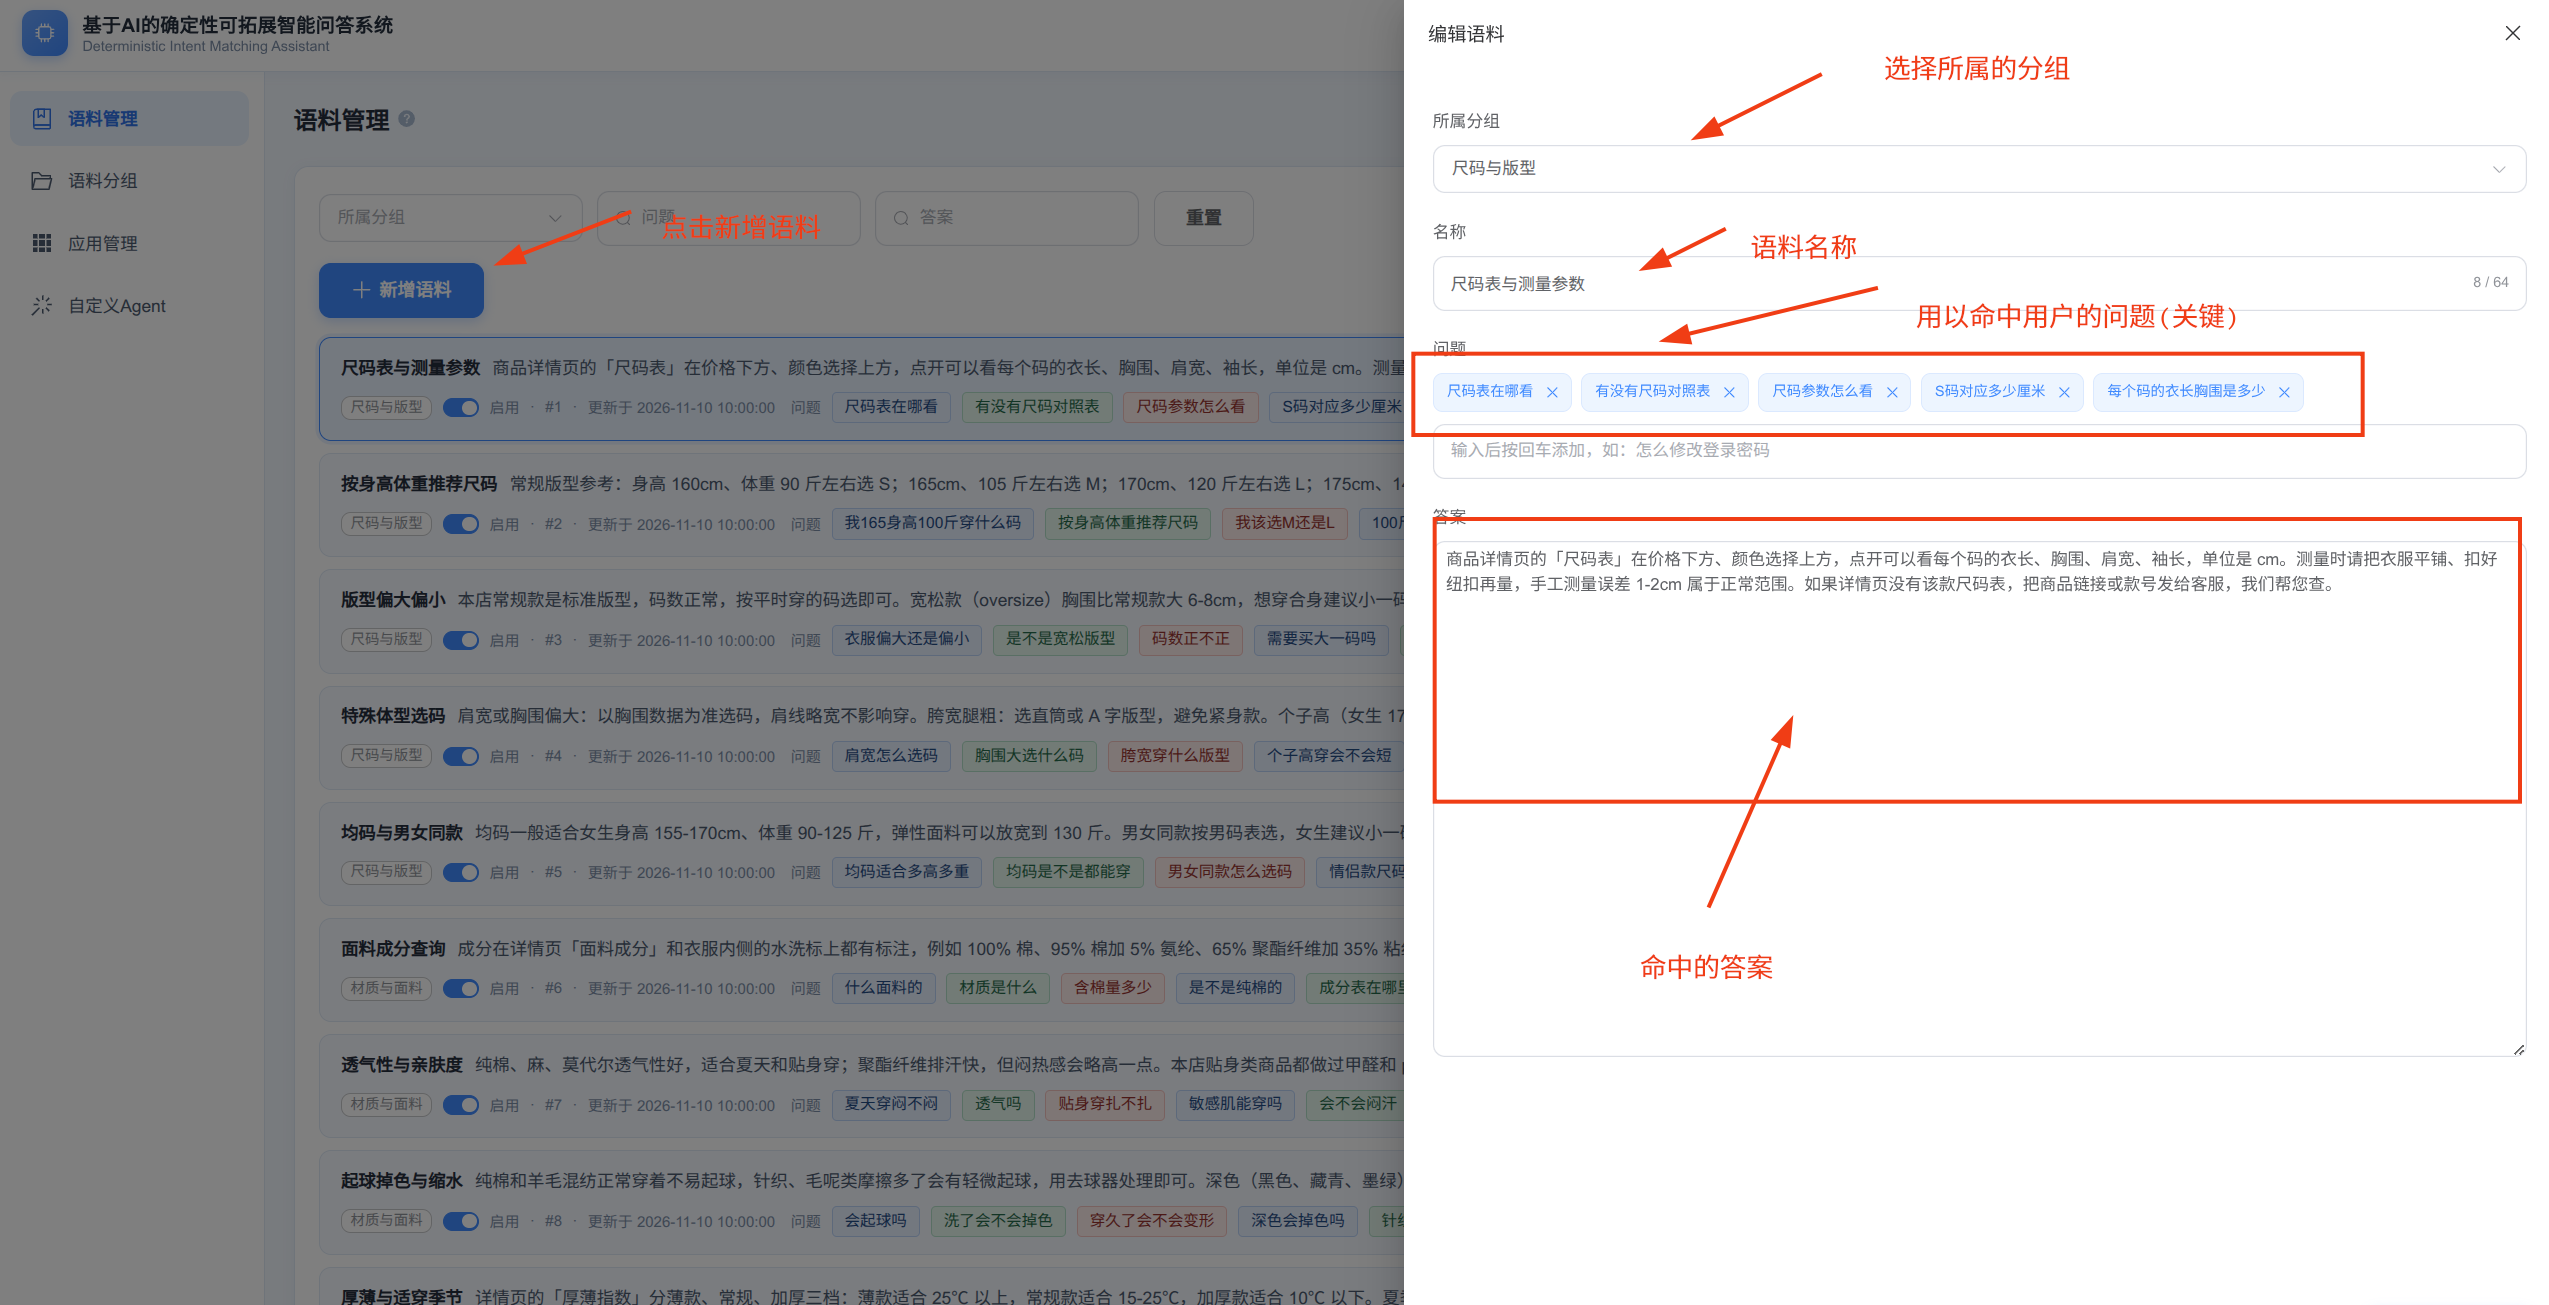 基于AI的确定性可拓展智能问答系统
Deterministic Intent Matching Assistant
语料管理
语料分组
应用管理
自定义Agent
语料管理
所属分组
问题
答案
重置
点击新增语料
新增语料
尺码表与测量参数 商品详情页的「尺码表」在价格下方、颜色选择上方，点开可以看每个码的衣长、胸围、肩宽、袖长，单位是 cm。测量
尺码与版型 启用 · #1 · 更新于 2026-11-10 10:00:00 问题 尺码表在哪看 有没有尺码对照表 尺码参数怎么看 S码对应多少厘米
按身高体重推荐尺码 常规版型参考：身高 160cm、体重 90 斤左右选 S；165cm、105 斤左右选 M；170cm、120 斤左右选 L；175cm、14
尺码与版型 启用 · #2 · 更新于 2026-11-10 10:00:00 问题 我165身高100斤穿什么码 按身高体重推荐尺码 我该选M还是L 100斤
版型偏大偏小 本店常规款是标准版型，码数正常，按平时穿的码选即可。宽松款（oversize）胸围比常规款大 6-8cm，想穿合身建议小一码
尺码与版型 启用 · #3 · 更新于 2026-11-10 10:00:00 问题 衣服偏大还是偏小 是不是宽松版型 码数正不正 需要买大一码吗
特殊体型选码 肩宽或胸围偏大：以胸围数据为准选码，肩线略宽不影响穿。胯宽腿粗：选直筒或 A 字版型，避免紧身款。个子高（女生 17
尺码与版型 启用 · #4 · 更新于 2026-11-10 10:00:00 问题 肩宽怎么选码 胸围大选什么码 胯宽穿什么版型 个子高穿会不会短
均码与男女同款 均码一般适合女生身高 155-170cm、体重 90-125 斤，弹性面料可以放宽到 130 斤。男女同款按男码表选，女生建议小一码
尺码与版型 启用 · #5 · 更新于 2026-11-10 10:00:00 问题 均码适合多高多重 均码是不是都能穿 男女同款怎么选码 情侣款尺码
面料成分查询 成分在详情页「面料成分」和衣服内侧的水洗标上都有标注，例如 100% 棉、95% 棉加 5% 氨纶、65% 聚酯纤维加 35% 粘纤
材质与面料 启用 · #6 · 更新于 2026-11-10 10:00:00 问题 什么面料的 材质是什么 含棉量多少 是不是纯棉的 成分表在哪里
透气性与亲肤度 纯棉、麻、莫代尔透气性好，适合夏天和贴身穿；聚酯纤维排汗快，但闷热感会略高一点。本店贴身类商品都做过甲醛和 p
材质与面料 启用 · #7 · 更新于 2026-11-10 10:00:00 问题 夏天穿闷不闷 透气吗 贴身穿扎不扎 敏感肌能穿吗 会不会闷汗
起球掉色与缩水 纯棉和羊毛混纺正常穿着不易起球，针织、毛呢类摩擦多了会有轻微起球，用去球器处理即可。深色（黑色、藏青、墨绿）
材质与面料 启用 · #8 · 更新于 2026-11-10 10:00:00 问题 会起球吗 洗了会不会掉色 穿久了会不会变形 深色会掉色吗 针织
厚薄与适穿季节 详情页的「厚薄指数」分薄款、常规、加厚三档：薄款适合 25°C 以上，常规款适合 15-25°C，加厚款适合 10°C 以下。夏
编辑语料
选择所属的分组
所属分组
尺码与版型
名称
语料名称
尺码表与测量参数
8 / 64
用以命中用户的问题(关键)
问题
尺码表在哪看 有没有尺码对照表 尺码参数怎么看 S码对应多少厘米 每个码的衣长胸围是多少
输入后按回车添加，如：怎么修改登录密码
答案
商品详情页的「尺码表」在价格下方、颜色选择上方，点开可以看每个码的衣长、胸围、肩宽、袖长，单位是 cm。测量时请把衣服平铺、扣好
纽扣再量，手工测量误差 1-2cm 属于正常范围。如果详情页没有该款尺码表，把商品链接或款号发给客服，我们帮您查。
命中的答案